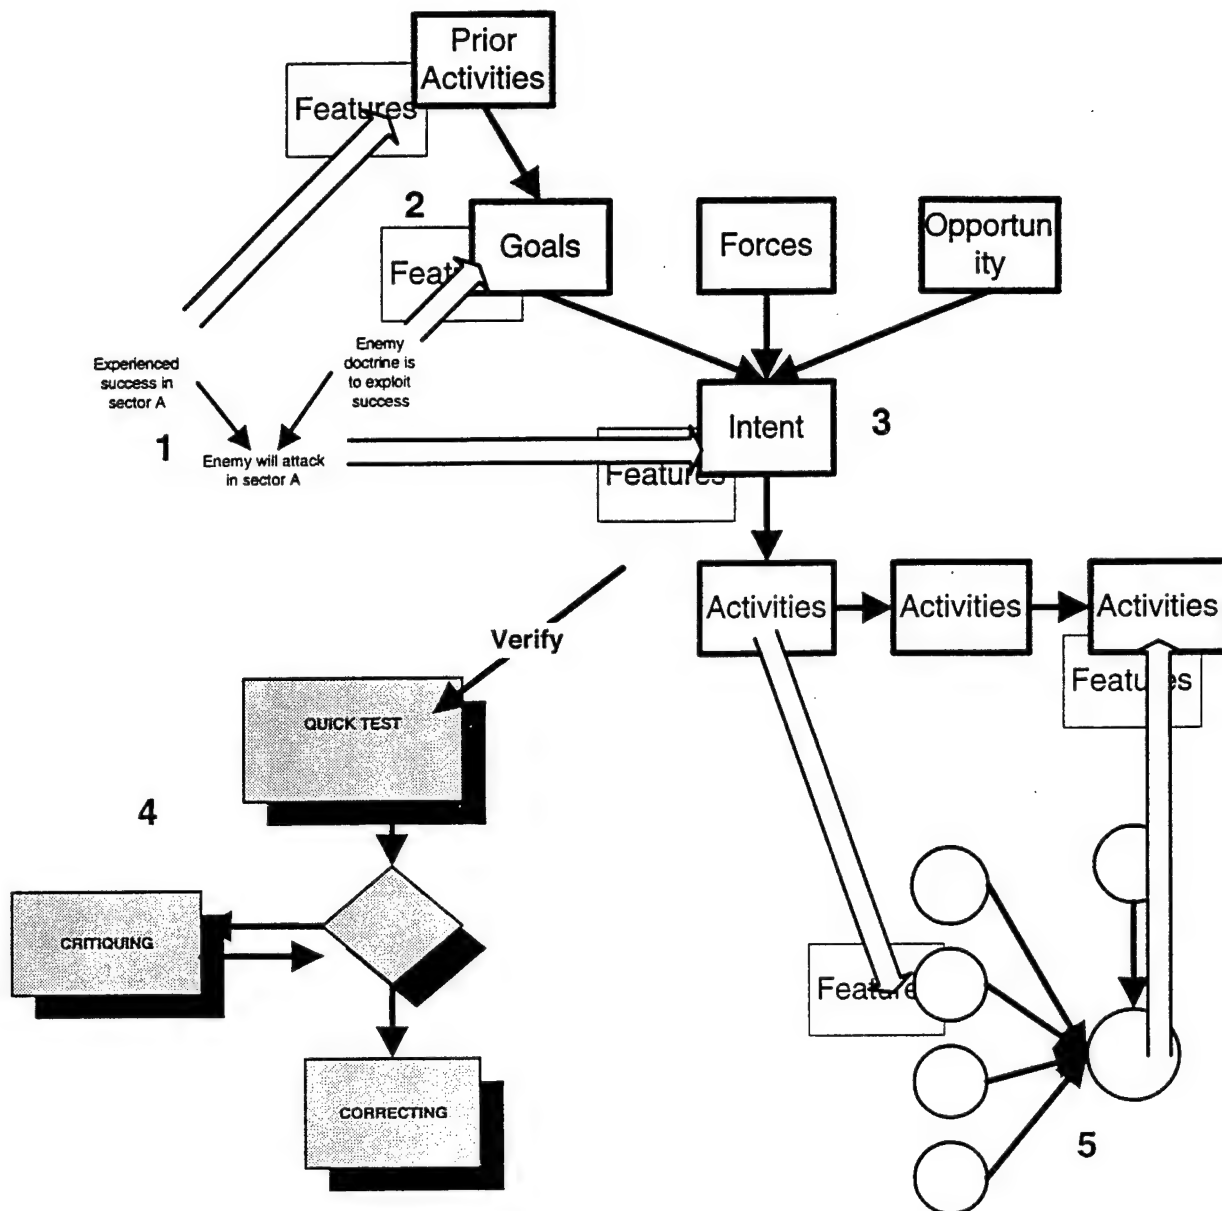 Prior
Activities
Features
2
Goals
Forces
Opportun
ity
Experienced
success in
sector A
Enemy
doctrine is
to exploit
success
1
Enemy will attack
in sector A
Intent
3
Features
Activities
Activities
Activities
Features
Verify
QUICK TEST
4
CRITIQUING
CORRECTING
5